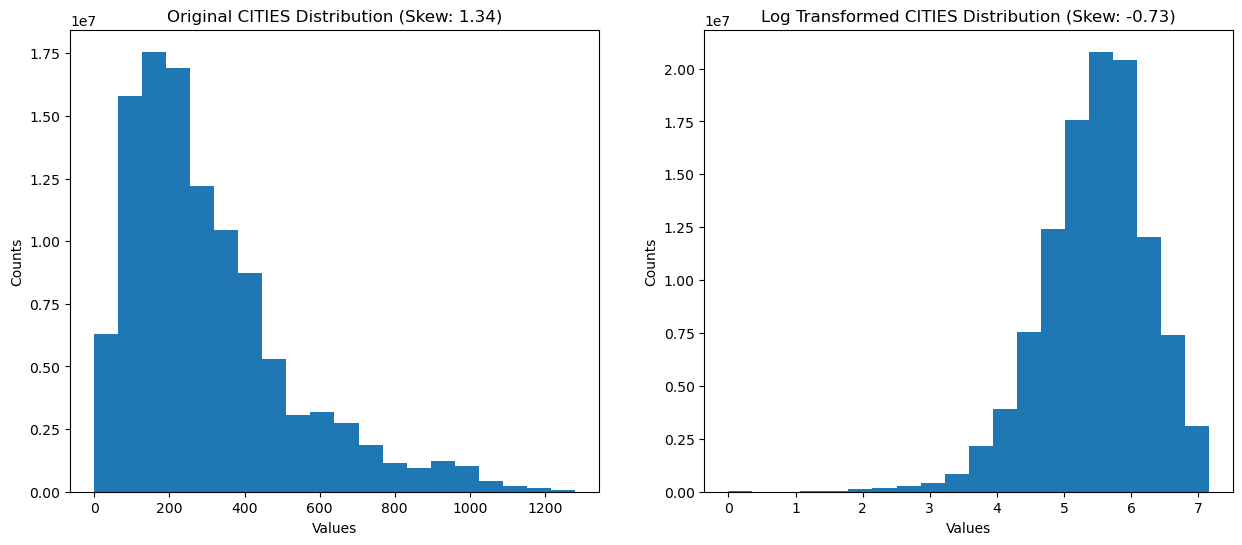 Original CITIES Distribution (Skew: 1.34)
1e7
1.75
1.50
1.25
1.00
0.75
0.50
0.25
0.00
Counts
0 200 400 600 800 1000 1200
Values
Log Transformed CITIES Distribution (Skew: -0.73)
1e7
2.00
1.75
1.50
1.25
1.00
0.75
0.50
0.25
0.00
Counts
0 1 2 3 4 5 6 7
Values